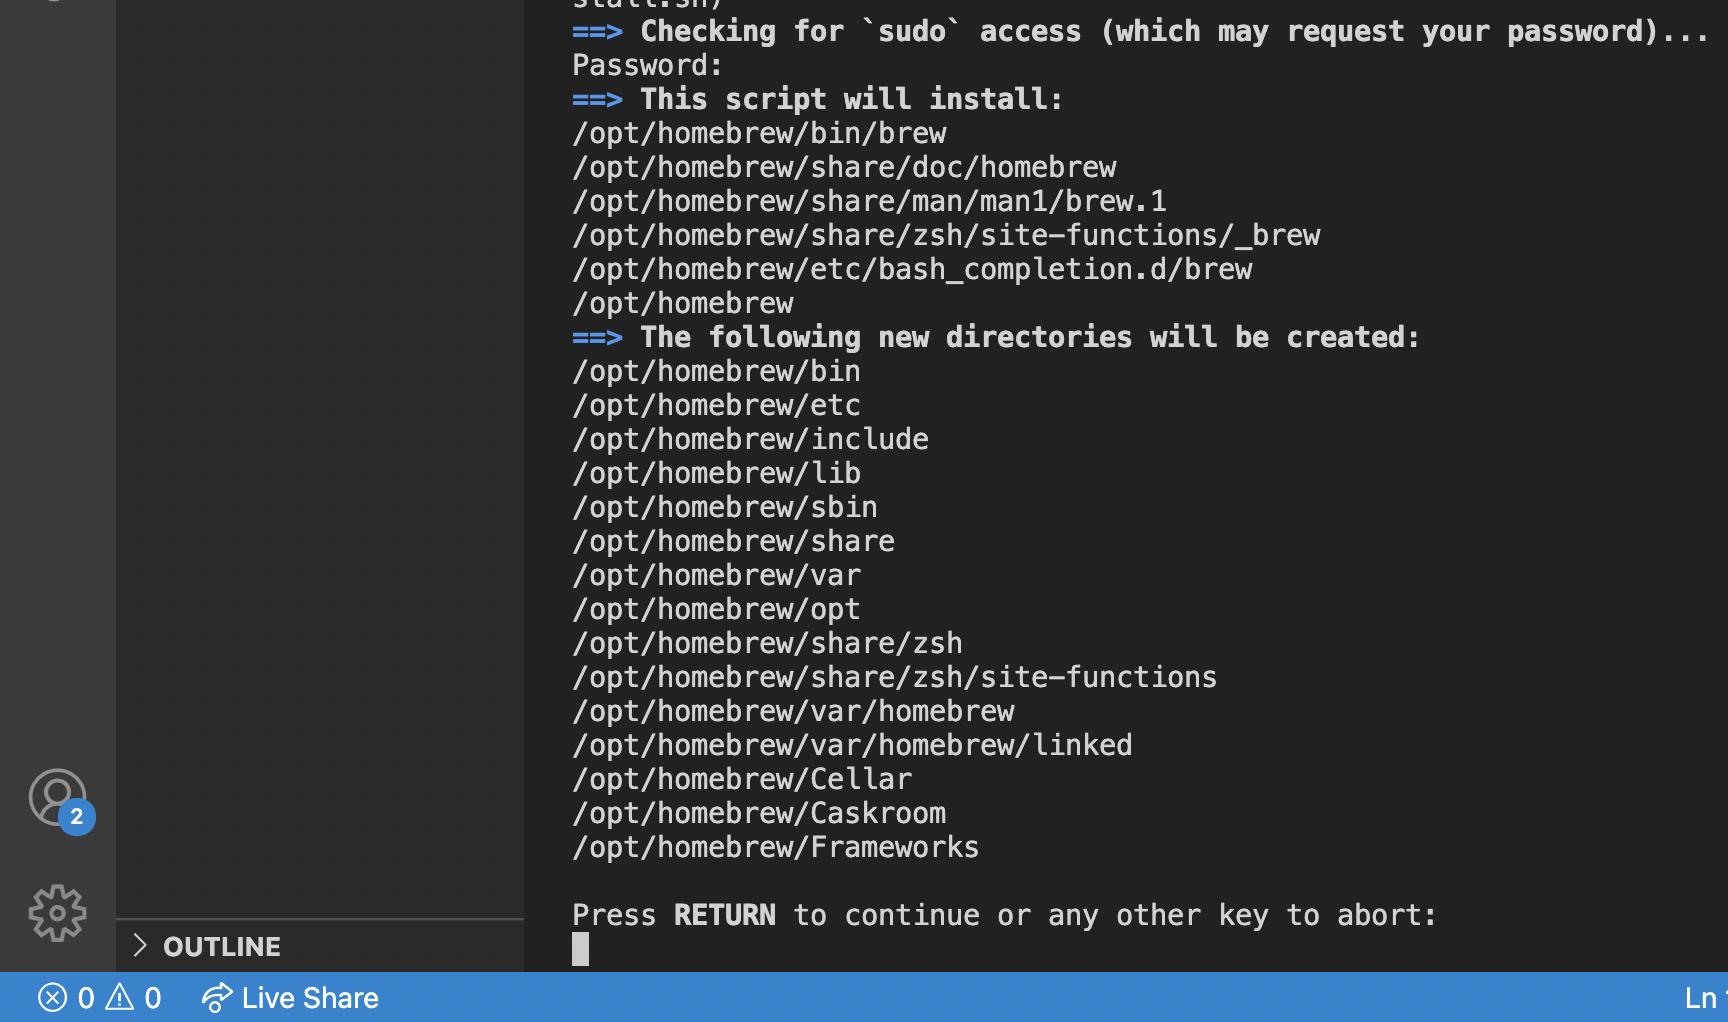 ==> Checking for `sudo` access (which may request your password)...
Password:
==> This script will install:
/opt/homebrew/bin/brew
/opt/homebrew/share/doc/homebrew
/opt/homebrew/share/man/man1/brew.1
/opt/homebrew/share/zsh/site-functions/_brew
/opt/homebrew/etc/bash_completion.d/brew
/opt/homebrew
==> The following new directories will be created:
/opt/homebrew/bin
/opt/homebrew/etc
/opt/homebrew/include
/opt/homebrew/lib
/opt/homebrew/sbin
/opt/homebrew/share
/opt/homebrew/var
/opt/homebrew/opt
/opt/homebrew/share/zsh
/opt/homebrew/share/zsh/site-functions
/opt/homebrew/var/homebrew
/opt/homebrew/var/homebrew/linked
/opt/homebrew/Cellar
/opt/homebrew/Caskroom
/opt/homebrew/Frameworks
Press RETURN to continue or any other key to abort:
2
OUTLINE
0 0 Live Share Ln